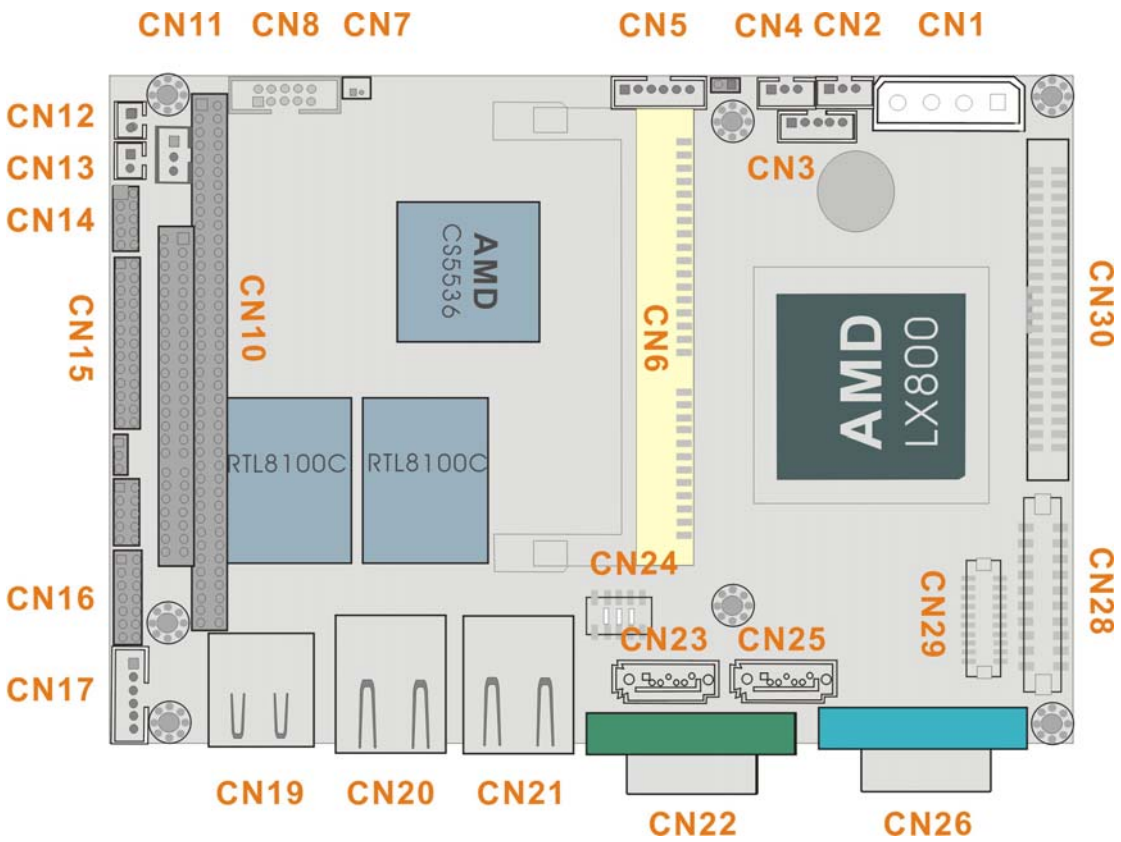 CN11 CN8 CN7 CN5 CN4 CN2 CN1
CN12
CN13
CN3
CN14
AMD
CS5536
CN10
CN15
CN6
AMD
LX800
CN30
RTL8100C RTL8100C
CN24
CN16
CN29
CN28
CN23 CN25
CN17
CN19 CN20 CN21
CN22 CN26